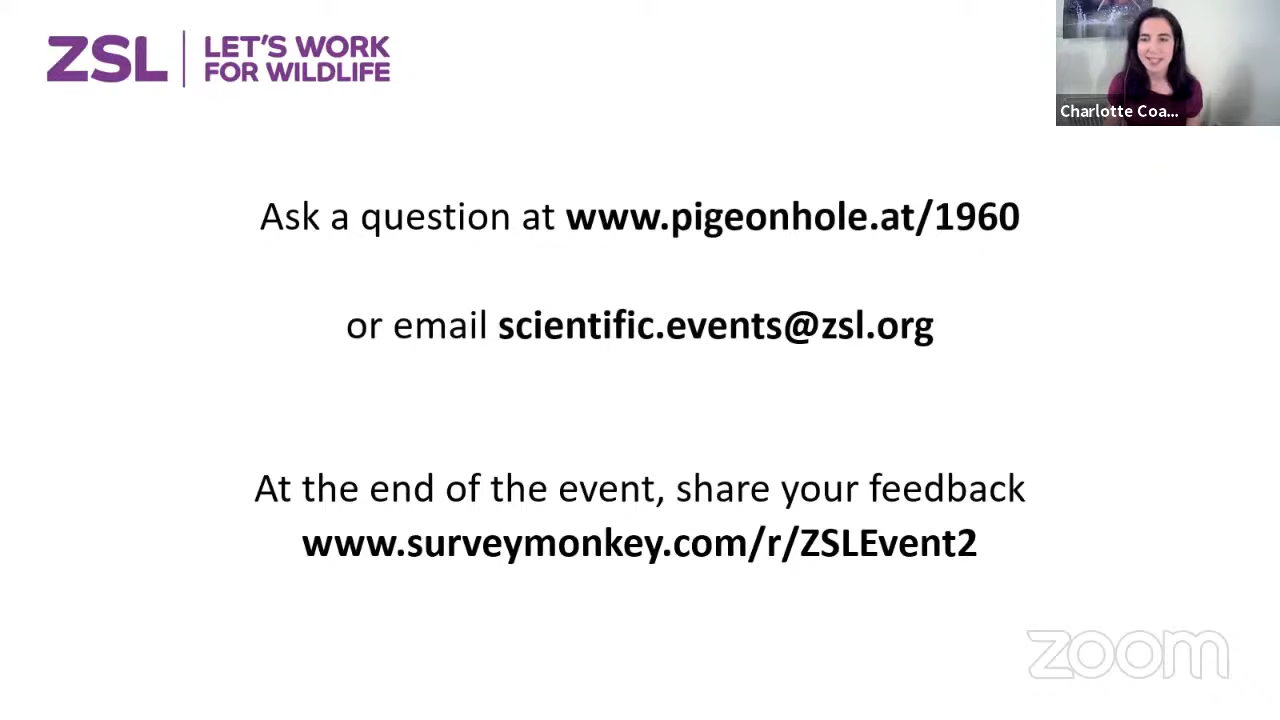 ZSL
LET'S WORK
FOR WILDLIFE
Charlotte Coa...
Ask a question at www.pigeonhole.at/1960
or email scientific.events@zsl.org
At the end of the event, share your feedback
www.surveymonkey.com/r/ZSLEvent2
zoom